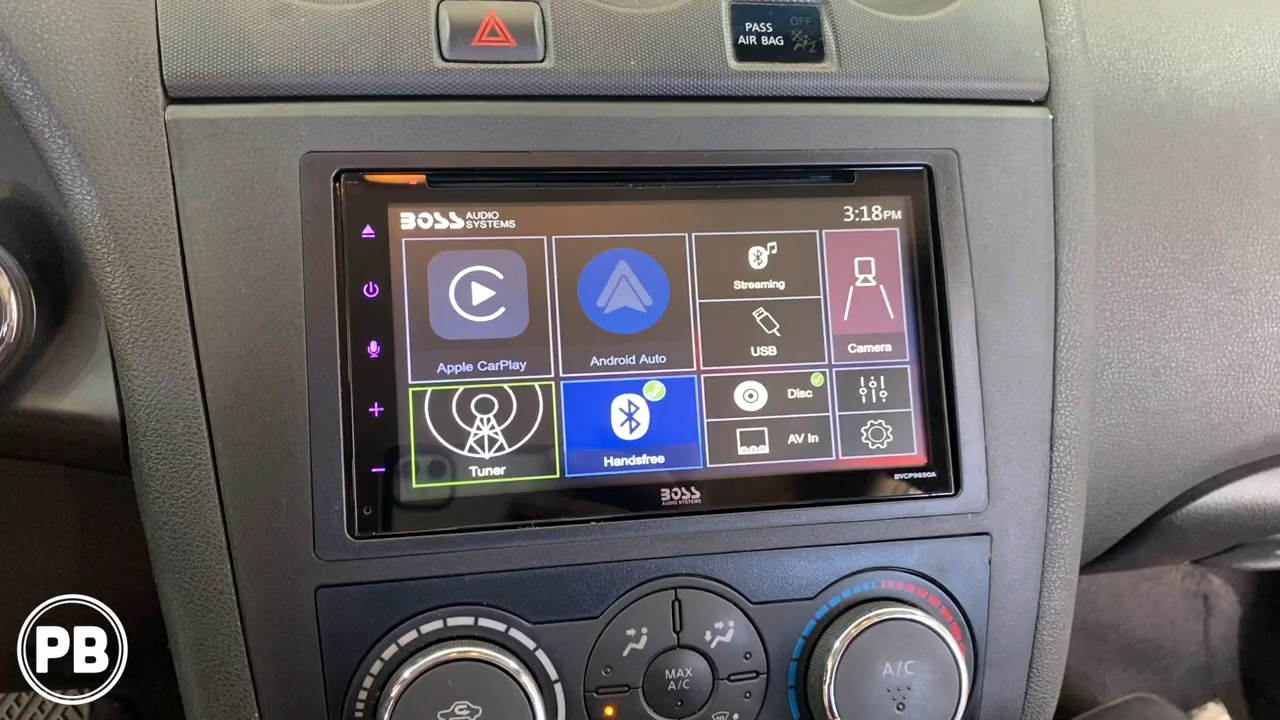 PASS
AIR BAG
OFF
BOSS AUDIO
SYSTEMS
3:18PM
Apple CarPlay
Android Auto
Streaming
USB
Camera
Tuner
Handsfree
Disc
AV In
BVCP9690A
BOSS
AUDIO SYSTEMS
MAX
A/C
A/C
PB